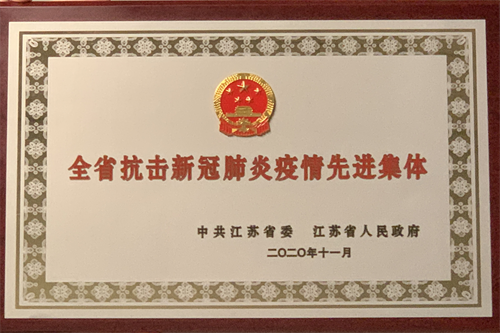 全省抗击新冠肺炎疫情先进集体
中共江苏省委 江苏省人民政府
二〇二〇年十一月